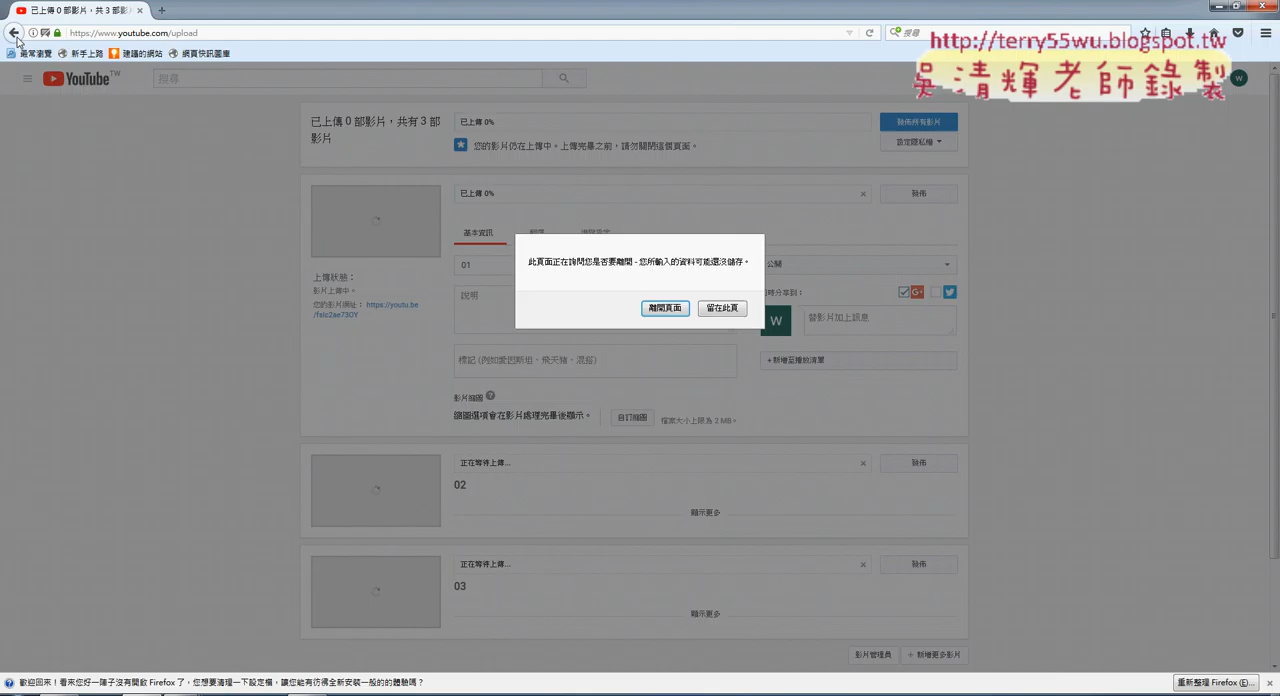 已上傳 0 部影片，共 3 部影...
https://www.youtube.com/upload
搜尋
最常瀏覽
新手上路
建議的網站
網頁快訊圖庫
http://terry55wu.blogspot.tw
吳清輝老師錄製
YouTube TW
搜尋
W
已上傳 0 部影片，共有 3 部影片
已上傳 0%
發佈所有影片
您的影片仍在上傳中。上傳完畢之前，請勿關閉這個頁面。
設定隱私權
已上傳 0%
發佈
基本資訊
此頁面正在詢問您是否要離開 - 您所輸入的資料可能還沒儲存。
離開頁面
留在此頁
01
公開
上傳狀態：
影片上傳中。
您的影片網址： https://youtu.be
/fsIc2ae73OY
說明
G+
W
替影片加上訊息
標記 (例如愛因斯坦、飛天豬、混搭)
+ 新增至播放清單
影片縮圖
縮圖選項會在影片處理完畢後顯示。
自訂縮圖
檔案大小上限為 2 MB。
正在等待上傳...
發佈
02
顯示更多
正在等待上傳...
發佈
03
顯示更多
影片管理員
+ 新增更多影片
歡迎回來！看來您好一陣子沒有開啟 Firefox 了，您想要清理一下設定檔，讓您能有彷彿全新安裝一般的的體驗嗎？
重新整理 Firefox (E)...